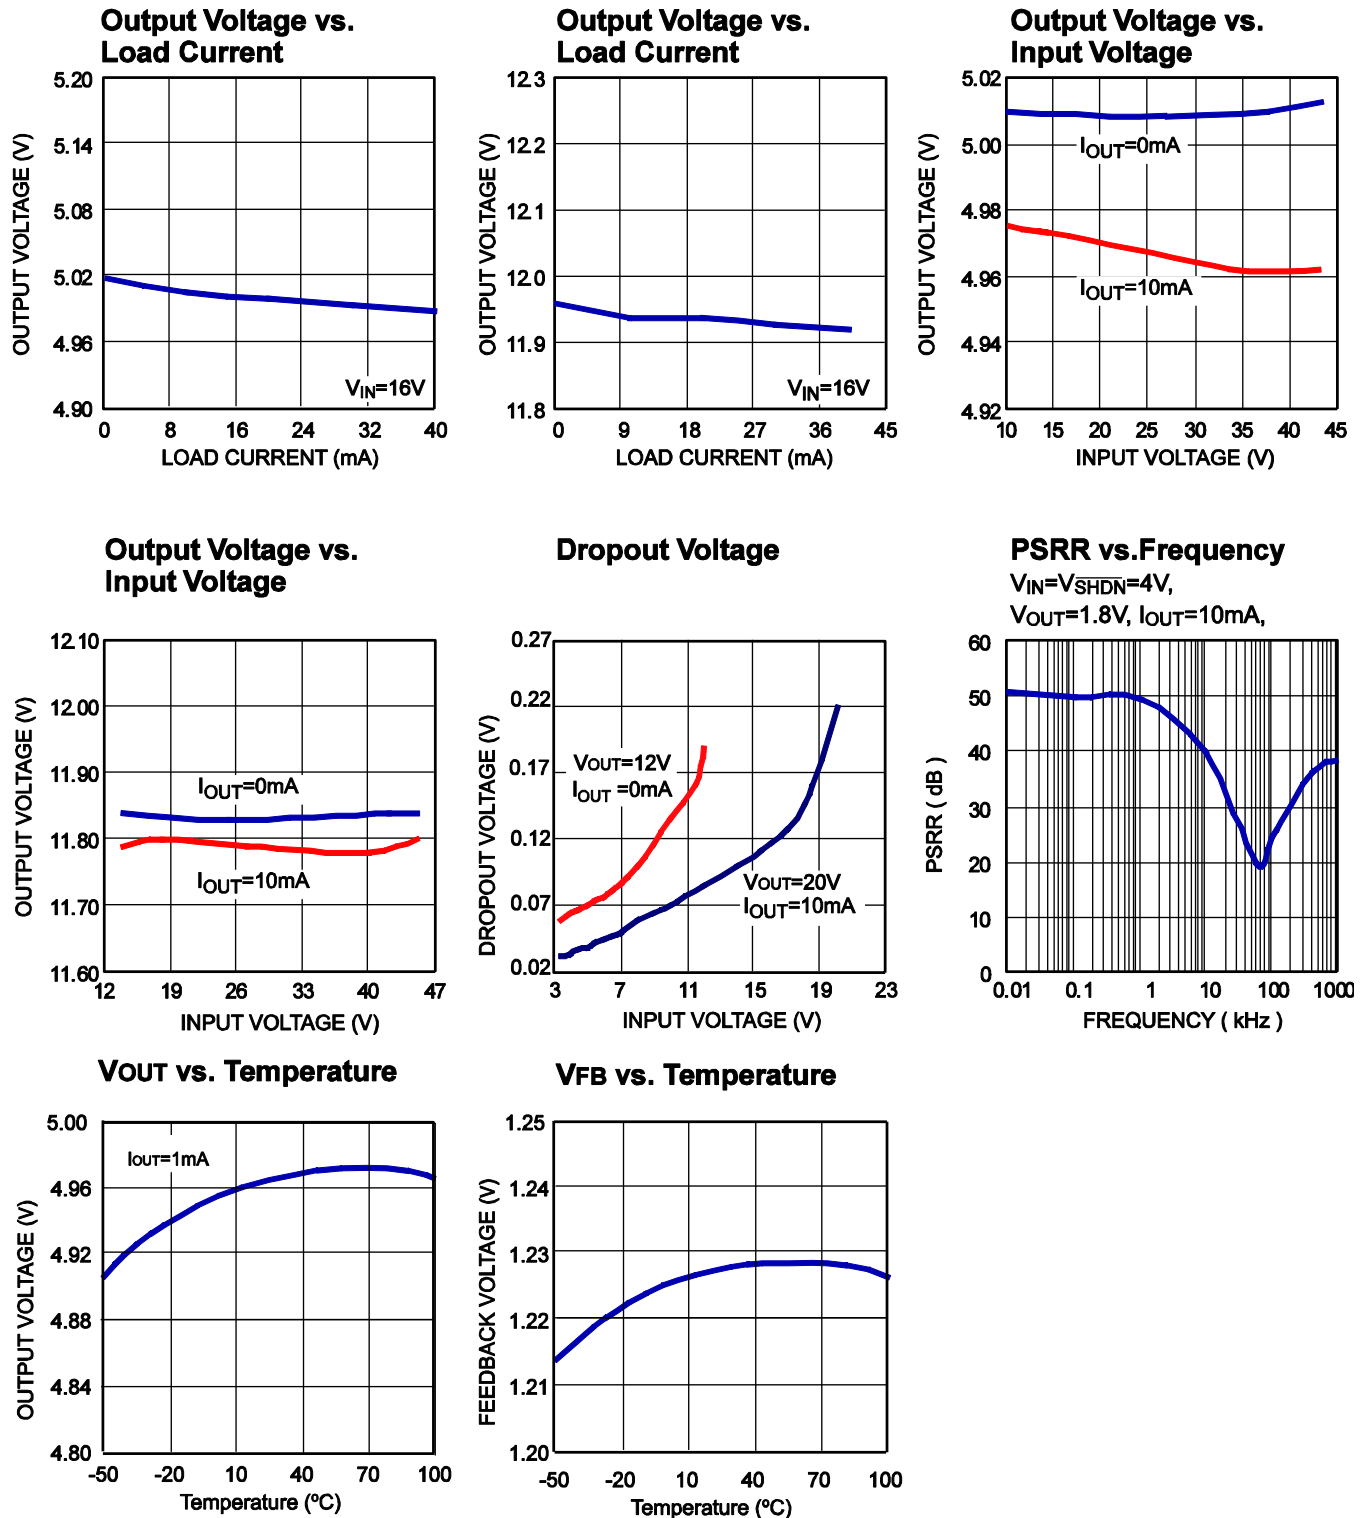 Output Voltage vs.
Load Current
5.20
5.14
5.08
5.02
4.96
4.90
OUTPUT VOLTAGE (V)
VIN=16V
0 8 16 24 32 40
LOAD CURRENT (mA)
Output Voltage vs.
Load Current
12.3
12.2
12.1
12.0
11.9
11.8
OUTPUT VOLTAGE (V)
VIN=16V
0 9 18 27 36 45
LOAD CURRENT (mA)
Output Voltage vs.
Input Voltage
5.02
5.00
4.98
4.96
4.94
4.92
OUTPUT VOLTAGE (V)
IOUT=0mA
IOUT=10mA
10 15 20 25 30 35 40 45
INPUT VOLTAGE (V)
Output Voltage vs.
Input Voltage
12.10
12.00
11.90
11.80
11.70
11.60
OUTPUT VOLTAGE (V)
IOUT=0mA
IOUT=10mA
12 19 26 33 40 47
INPUT VOLTAGE (V)
Dropout Voltage
0.27
0.22
0.17
0.12
0.07
0.02
DROPOUT VOLTAGE (V)
VOUT=12V
IOUT =0mA
VOUT=20V
IOUT=10mA
3 7 11 15 19 23
INPUT VOLTAGE (V)
PSRR vs.Frequency
VIN=VSHDN=4V,
VOUT=1.8V, IOUT=10mA,
60
50
40
30
20
10
0
PSRR ( dB)
0.01 0.1 1 10 100 1000
FREQUENCY ( kHz )
VOUT vs. Temperature
5.00
4.96
4.92
4.88
4.84
4.80
OUTPUT VOLTAGE (V)
IOUT=1mA
-50 -20 10 40 70 100
Temperature (ºC)
VFB vs. Temperature
1.25
1.24
1.23
1.22
1.21
1.20
FEEDBACK VOLTAGE (V)
-50 -20 10 40 70 100
Temperature (ºC)